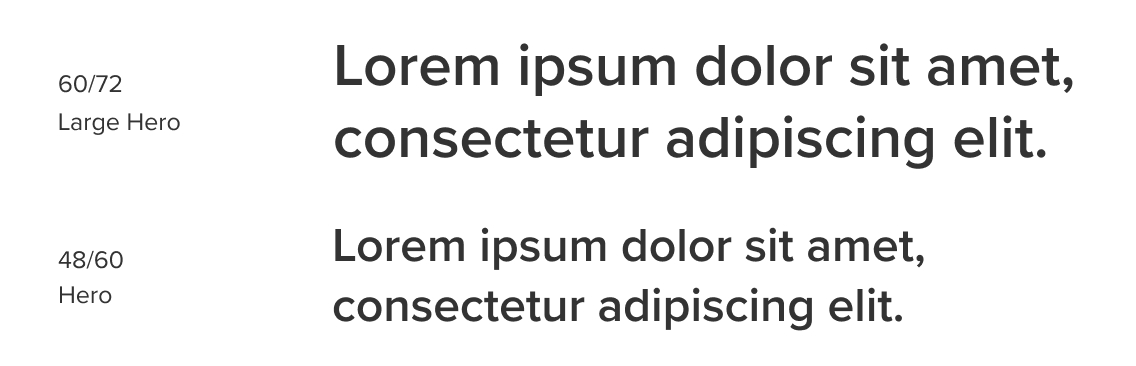 60/72
Large Hero
Lorem ipsum dolor sit amet,
consectetur adipiscing elit.
48/60
Hero
Lorem ipsum dolor sit amet,
consectetur adipiscing elit.